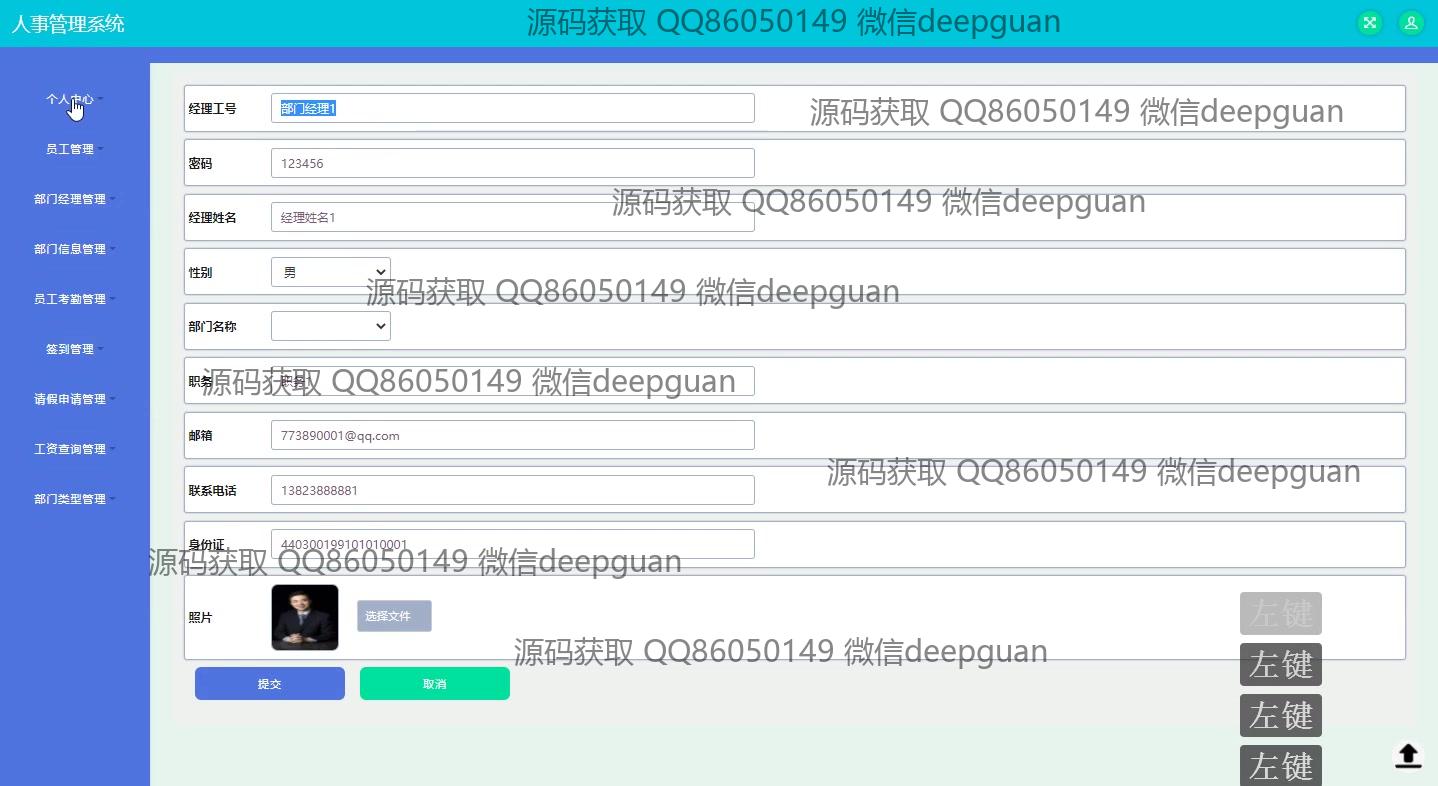 人事管理系统
源码获取 QQ86050149 微信deepguan
个人中心
员工管理
部门经理管理
部门信息管理
员工考勤管理
签到管理
请假申请管理
工资查询管理
部门类型管理
经理工号 部门经理1
源码获取 QQ86050149 微信deepguan
密码 123456
源码获取 QQ86050149 微信deepguan
经理姓名 经理姓名1
性别 男
源码获取 QQ86050149 微信deepguan
部门名称
职务 职务1
源码获取 QQ86050149 微信deepguan
邮箱 773890001@qq.com
源码获取 QQ86050149 微信deepguan
联系电话 13823888881
身份证 440300199101010001
源码获取 QQ86050149 微信deepguan
照片 选择文件
源码获取 QQ86050149 微信deepguan
提交 取消
左键
左键
左键
左键